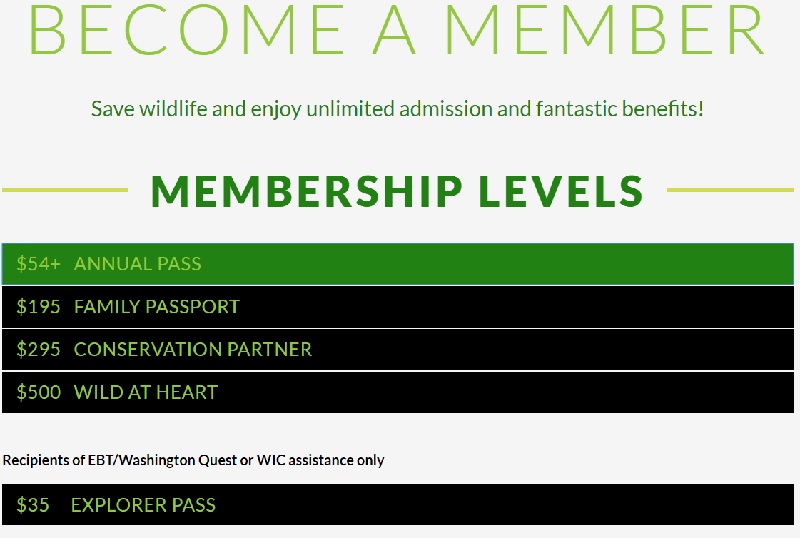 BECOME A MEMBER
Save wildlife and enjoy unlimited admission and fantastic benefits!
MEMBERSHIP LEVELS
$54+ ANNUAL PASS
$195 FAMILY PASSPORT
$295 CONSERVATION PARTNER
$500 WILD AT HEART
Recipients of EBT/Washington Quest or WIC assistance only
$35 EXPLORER PASS